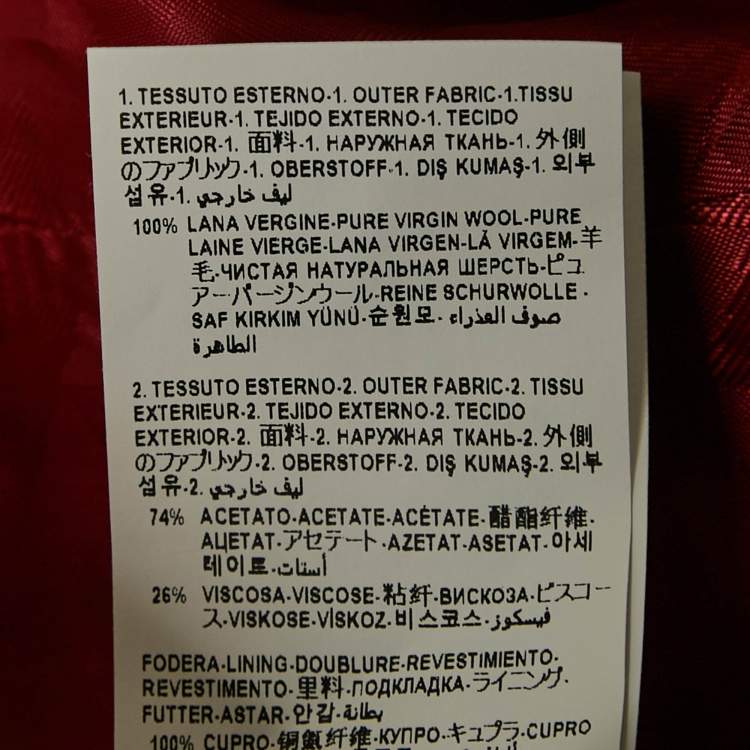 1. TESSUTO ESTERNO-1. OUTER FABRIC-1.TISSU
EXTERIEUR-1. TEJIDO EXTERNO-1. TECIDO
EXTERIOR-1. 面料-1. НАРУЖНАЯ ТКАНЬ-1. 外側
のファブリック-1. OBERSTOFF-1. DIŞ KUMAŞ-1. 외부
섬유-1. ليف خارجي
100% LANA VERGINE-PURE VIRGIN WOOL-PURE
LAINE VIERGE-LANA VIRGEN-LÃ VIRGEM-羊
毛-ЧИСТАЯ НАТУРАЛЬНАЯ ШЕРСТЬ-ピュ
アーバージンウール-REINE SCHURWOLLE-
SAF KIRKIM YÜNÜ-순원모- صوف العذراء
الطاهرة
2. TESSUTO ESTERNO-2. OUTER FABRIC-2. TISSU
EXTERIEUR-2. TEJIDO EXTERNO-2. TECIDO
EXTERIOR-2. 面料-2. НАРУЖНАЯ ТКАНЬ-2. 外側
のファブリック-2. OBERSTOFF-2. DIŞ KUMAŞ-2. 외부
섬유-2. ليف خارجي
74% ACETATO-ACETATE-ACÉTATE-醋酯纤维-
АЦЕТАТ-アセテート-AZETAT-ASETAT-아세
테이트-أستات
26% VISCOSA-VISCOSE-粘纤-ВИСКОЗА-ビスコー
ス-VISKOSE-VİSKOZ-비스코스-فيسكوز
FODERA-LINING-DOUBLURE-REVESTIMIENTO-
REVESTIMENTO-里料-ПОДКЛАДКА-ライニング-
FUTTER-ASTAR-안감-بطانة
100% CUPRO-铜氨纤维-КУПРО-キュプラ-CUPRO